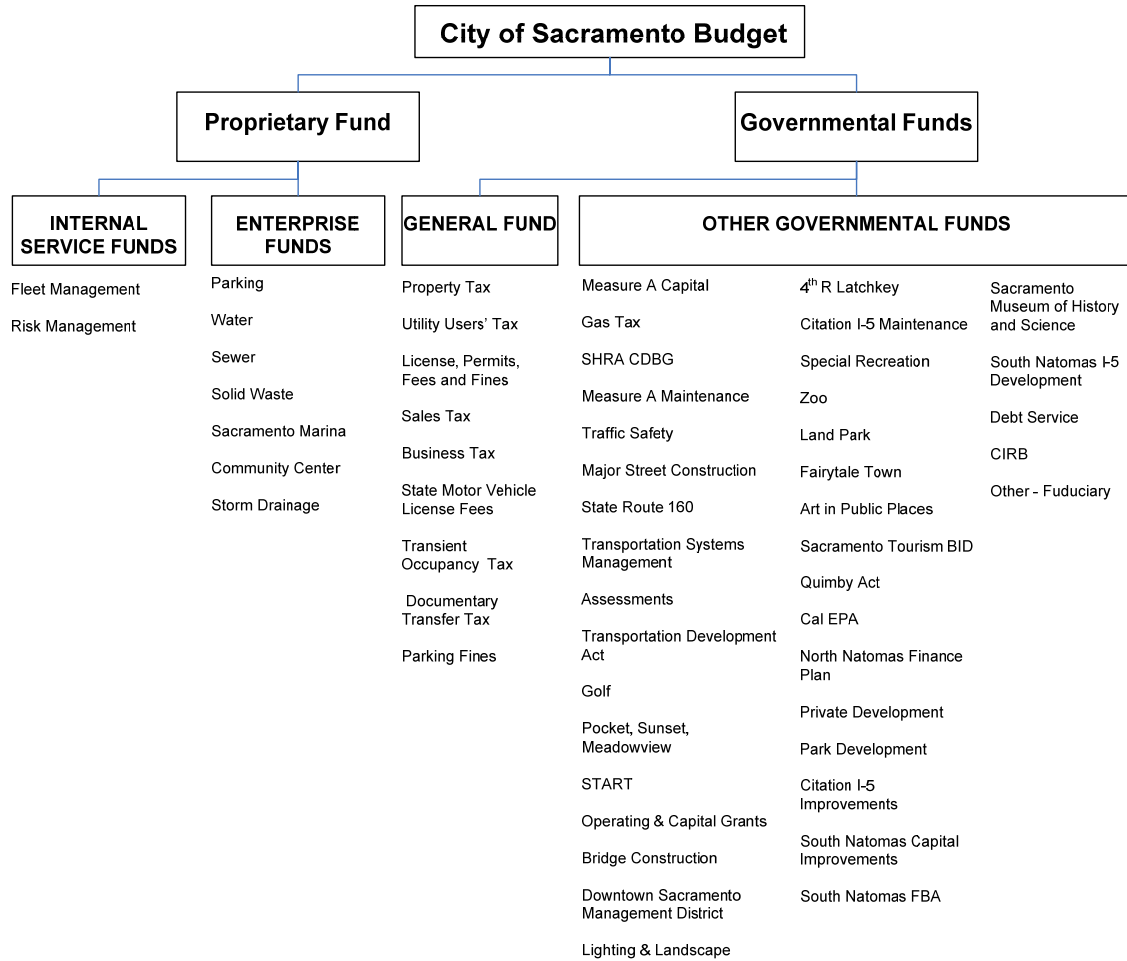 City of Sacramento Budget
Proprietary Fund
Governmental Funds
INTERNAL
SERVICE FUNDS
ENTERPRISE
FUNDS
GENERAL FUND
OTHER GOVERNMENTAL FUNDS
Fleet Management
Risk Management
Parking
Water
Sewer
Solid Waste
Sacramento Marina
Community Center
Storm Drainage
Property Tax
Utility Users' Tax
License, Permits,
Fees and Fines
Sales Tax
Business Tax
State Motor Vehicle
License Fees
Transient
Occupancy Tax
Documentary
Transfer Tax
Parking Fines
Measure A Capital
Gas Tax
SHRA CDBG
Measure A Maintenance
Traffic Safety
Major Street Construction
State Route 160
Transportation Systems
Management
Assessments
Transportation Development
Act
Golf
Pocket, Sunset,
Meadowview
START
Operating & Capital Grants
Bridge Construction
Downtown Sacramento
Management District
Lighting & Landscape
4th R Latchkey
Citation I-5 Maintenance
Special Recreation
Zoo
Land Park
Fairytale Town
Art in Public Places
Sacramento Tourism BID
Quimby Act
Cal EPA
North Natomas Finance
Plan
Private Development
Park Development
Citation I-5
Improvements
South Natomas Capital
Improvements
South Natomas FBA
Sacramento
Museum of History
and Science
South Natomas I-5
Development
Debt Service
CIRB
Other - Fuduciary